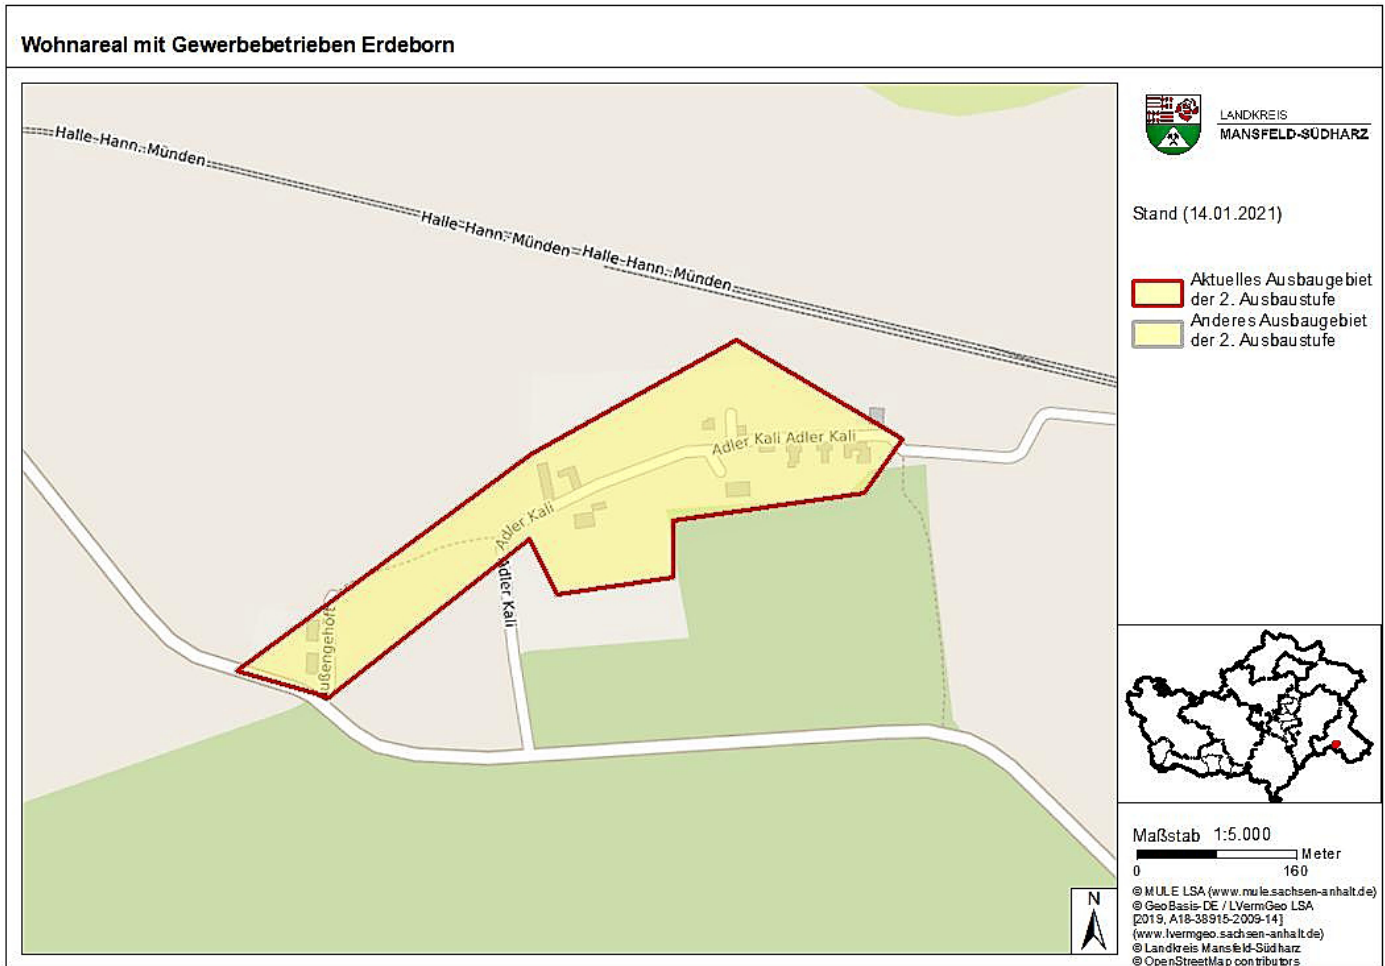 Wohnareal mit Gewerbebetrieben Erdeborn
Halle-Hann. Münden
Halle-Hann. Münden
Halle-Hann. Münden
Adler Kali
Adler Kali
Adler Kali
Adler Kali
ußengehöft
LANDKREIS
MANSFELD-SÜDHARZ
Stand (14.01.2021)
Aktuelles Ausbaugebiet
der 2. Ausbaustufe
Anderes Ausbaugebiet
der 2. Ausbaustufe
Maßstab 1:5.000
Meter
0 160
© MULE LSA (www.mule.sachsen-anhalt.de)
© GeoBasis-DE / LVermGeo LSA
[2019, A18-38915-2009-14]
(www.lvermgeo.sachsen-anhalt.de)
© Landkreis Mansfeld-Südharz
© OpenStreetMap contributors
N